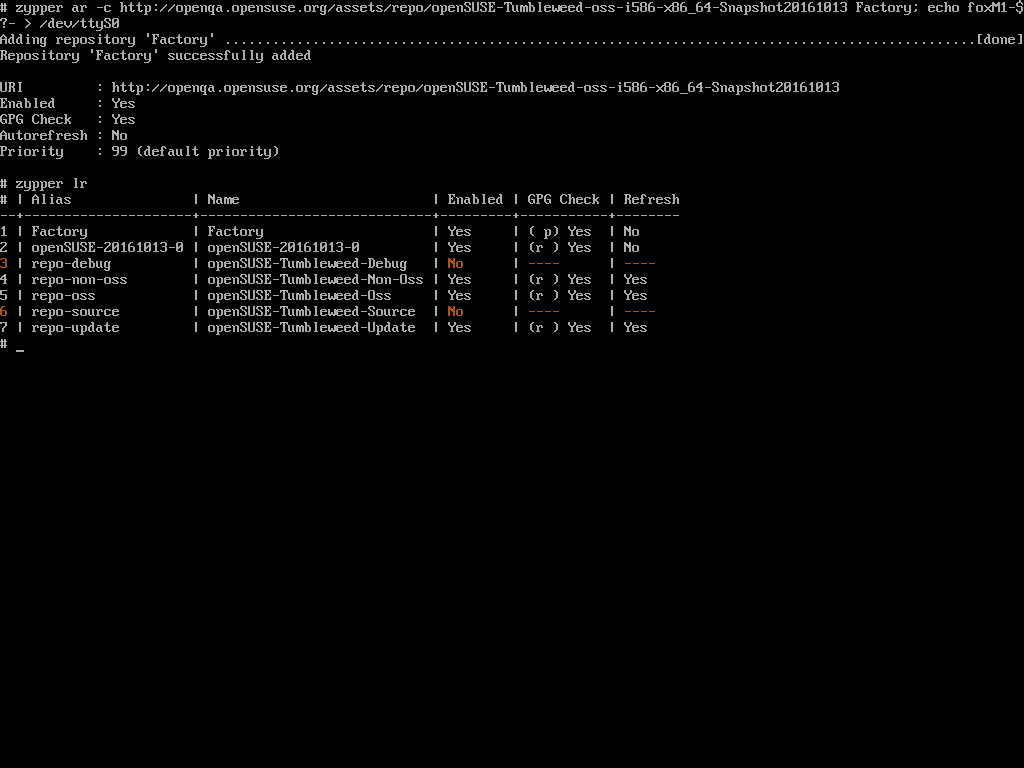 # zypper ar -c http://openqa.opensuse.org/assets/repo/openSUSE-Tumbleweed-oss-i586-x86_64-Snapshot20161013 Factory; echo foxM1-$
?- > /dev/ttyS0
Adding repository 'Factory' ..............................................................................................[done]
Repository 'Factory' successfully added
URI         : http://openqa.opensuse.org/assets/repo/openSUSE-Tumbleweed-oss-i586-x86_64-Snapshot20161013
Enabled     : Yes
GPG Check   : Yes
Autorefresh : No
Priority    : 99 (default priority)
# zypper lr
# | Alias               | Name                        | Enabled | GPG Check | Refresh
--+---------------------+-----------------------------+---------+-----------+--------
1 | Factory             | Factory                     | Yes     | ( p) Yes  | No
2 | openSUSE-20161013-0 | openSUSE-20161013-0         | Yes     | (r ) Yes  | No
3 | repo-debug          | openSUSE-Tumbleweed-Debug   | No      | ----      | ----
4 | repo-non-oss        | openSUSE-Tumbleweed-Non-Oss | Yes     | (r ) Yes  | Yes
5 | repo-oss            | openSUSE-Tumbleweed-Oss     | Yes     | (r ) Yes  | Yes
6 | repo-source         | openSUSE-Tumbleweed-Source  | No      | ----      | ----
7 | repo-update         | openSUSE-Tumbleweed-Update  | Yes     | (r ) Yes  | Yes
# _